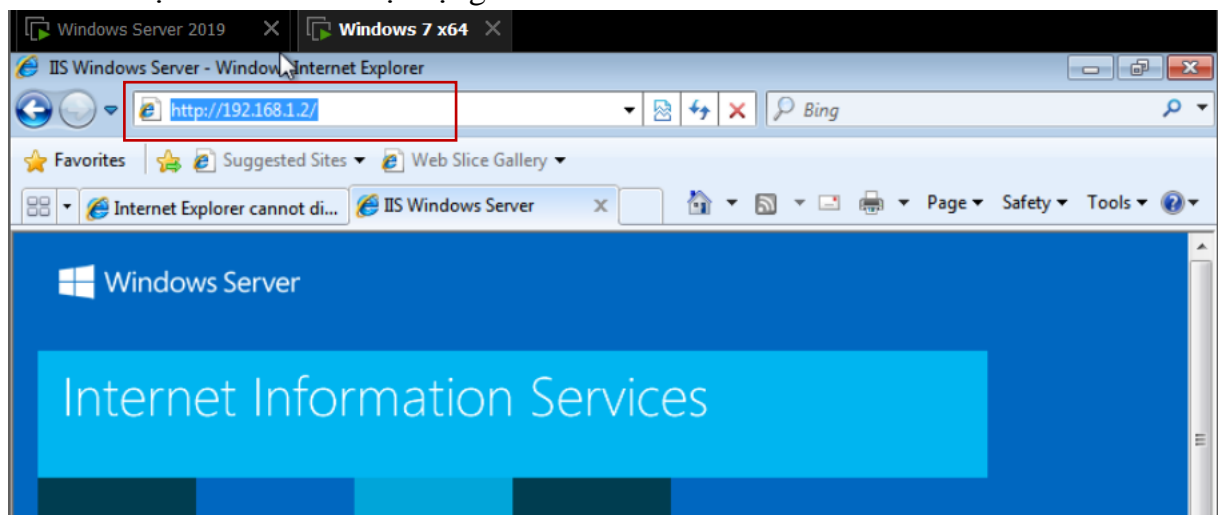 Windows Server 2019
Windows 7 x64
IIS Windows Server - Windows Internet Explorer
http://192.168.1.2/
Bing
Favorites
Suggested Sites
Web Slice Gallery
Internet Explorer cannot di...
IIS Windows Server
Page
Safety
Tools
Windows Server
Internet Information Services